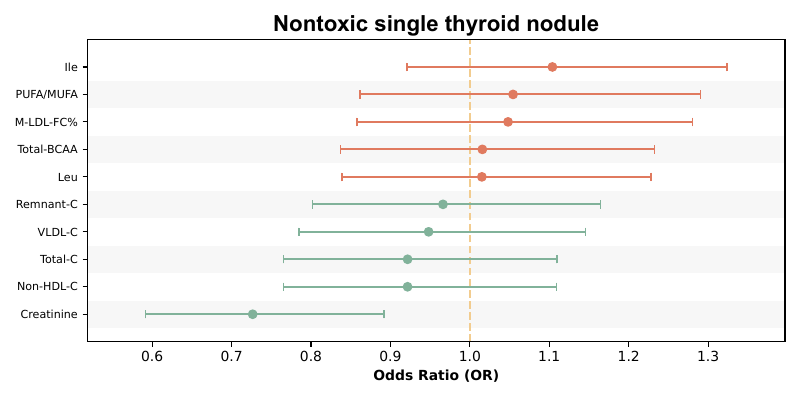 Nontoxic single thyroid nodule
Ile
PUFA/MUFA
M-LDL-FC%
Total-BCAA
Leu
Remnant-C
VLDL-C
Total-C
Non-HDL-C
Creatinine
0.6 0.7 0.8 0.9 1.0 1.1 1.2 1.3
Odds Ratio (OR)